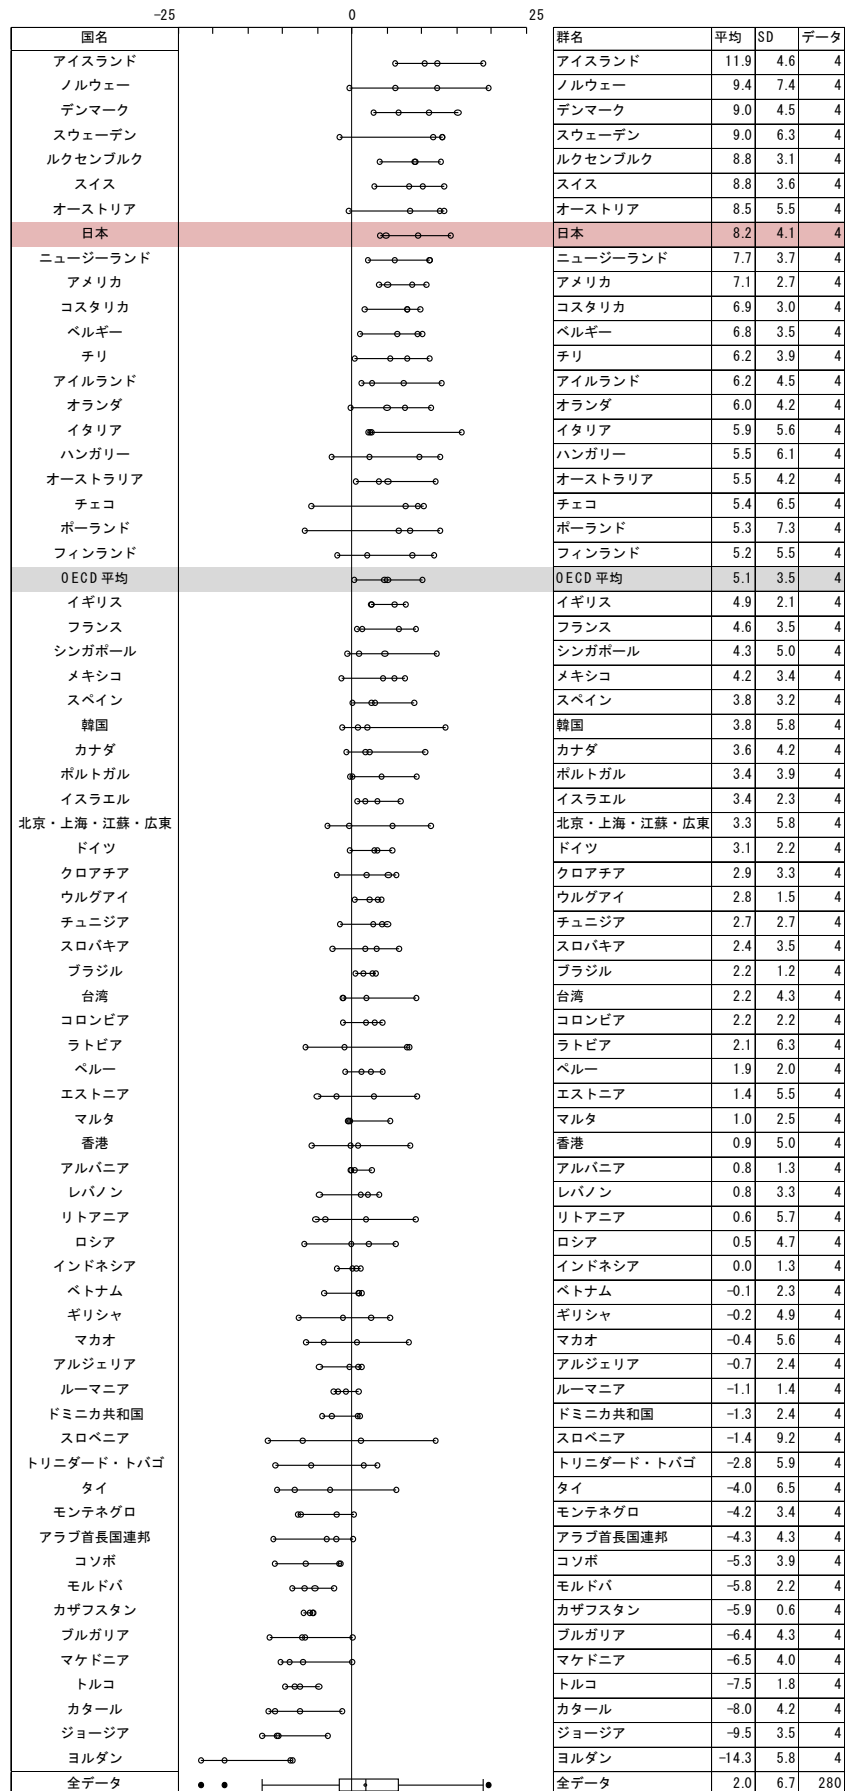 -25 0 25
国名 群名 平均 SD データ
アイスランド アイスランド 11.9 4.6 4
ノルウェー ノルウェー 9.4 7.4 4
デンマーク デンマーク 9.0 4.5 4
スウェーデン スウェーデン 9.0 6.3 4
ルクセンブルク ルクセンブルク 8.8 3.1 4
スイス スイス 8.8 3.6 4
オーストリア オーストリア 8.5 5.5 4
日本 日本 8.2 4.1 4
ニュージーランド ニュージーランド 7.7 3.7 4
アメリカ アメリカ 7.1 2.7 4
コスタリカ コスタリカ 6.9 3.0 4
ベルギー ベルギー 6.8 3.5 4
チリ チリ 6.2 3.9 4
アイルランド アイルランド 6.2 4.5 4
オランダ オランダ 6.0 4.2 4
イタリア イタリア 5.9 5.6 4
ハンガリー ハンガリー 5.5 6.1 4
オーストラリア オーストラリア 5.5 4.2 4
チェコ チェコ 5.4 6.5 4
ポーランド ポーランド 5.3 7.3 4
フィンランド フィンランド 5.2 5.5 4
OECD平均 OECD平均 5.1 3.5 4
イギリス イギリス 4.9 2.1 4
フランス フランス 4.6 3.5 4
シンガポール シンガポール 4.3 5.0 4
メキシコ メキシコ 4.2 3.4 4
スペイン スペイン 3.8 3.2 4
韓国 韓国 3.8 5.8 4
カナダ カナダ 3.6 4.2 4
ポルトガル ポルトガル 3.4 3.9 4
イスラエル イスラエル 3.4 2.3 4
北京・上海・江蘇・広東 北京・上海・江蘇・広東 3.3 5.8 4
ドイツ ドイツ 3.1 2.2 4
クロアチア クロアチア 2.9 3.3 4
ウルグアイ ウルグアイ 2.8 1.5 4
チュニジア チュニジア 2.7 2.7 4
スロバキア スロバキア 2.4 3.5 4
ブラジル ブラジル 2.2 1.2 4
台湾 台湾 2.2 4.3 4
コロンビア コロンビア 2.2 2.2 4
ラトビア ラトビア 2.1 6.3 4
ペルー ペルー 1.9 2.0 4
エストニア エストニア 1.4 5.5 4
マルタ マルタ 1.0 2.5 4
香港 香港 0.9 5.0 4
アルバニア アルバニア 0.8 1.3 4
レバノン レバノン 0.8 3.3 4
リトアニア リトアニア 0.6 5.7 4
ロシア ロシア 0.5 4.7 4
インドネシア インドネシア 0.0 1.3 4
ベトナム ベトナム -0.1 2.3 4
ギリシャ ギリシャ -0.2 4.9 4
マカオ マカオ -0.4 5.6 4
アルジェリア アルジェリア -0.7 2.4 4
ルーマニア ルーマニア -1.1 1.4 4
ドミニカ共和国 ドミニカ共和国 -1.3 2.4 4
スロベニア スロベニア -1.4 9.2 4
トリニダード・トバゴ トリニダード・トバゴ -2.8 5.9 4
タイ タイ -4.0 6.5 4
モンテネグロ モンテネグロ -4.2 3.4 4
アラブ首長国連邦 アラブ首長国連邦 -4.3 4.3 4
コソボ コソボ -5.3 3.9 4
モルドバ モルドバ -5.8 2.2 4
カザフスタン カザフスタン -5.9 0.6 4
ブルガリア ブルガリア -6.4 4.3 4
マケドニア マケドニア -6.5 4.0 4
トルコ トルコ -7.5 1.8 4
カタール カタール -8.0 4.2 4
ジョージア ジョージア -9.5 3.5 4
ヨルダン ヨルダン -14.3 5.8 4
全データ 全データ 2.0 6.7 280